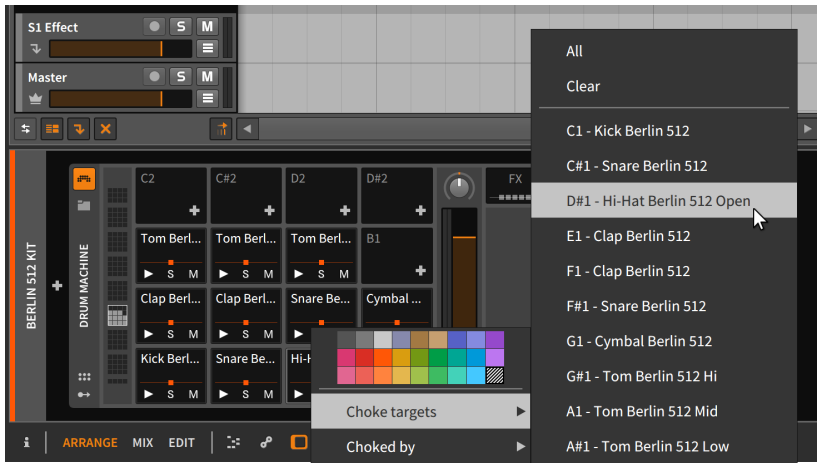 S1 Effect
S M
Master
S M
All
Clear
C1 - Kick Berlin 512
C#1 - Snare Berlin 512
D#1 - Hi-Hat Berlin 512 Open
E1 - Clap Berlin 512
F1 - Clap Berlin 512
F#1 - Snare Berlin 512
G1 - Cymbal Berlin 512
G#1 - Tom Berlin 512 Hi
A1 - Tom Berlin 512 Mid
A#1 - Tom Berlin 512 Low
BERLIN 512 KIT
DRUM MACHINE
C2 C#2 D2 D#2
FX
Tom Berl... Tom Berl... Tom Berl... B1
S M S M S M
Clap Berl... Clap Berl... Snare Be... Cymbal ...
S M S M
Kick Berl... Snare Be... Hi-H
S M S M
Choke targets
Choked by
i ARRANGE MIX EDIT